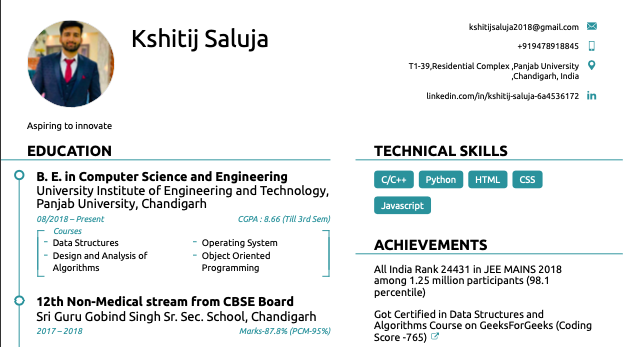 Kshitij Saluja
kshitijsaluja2018@gmail.com
+919478918845
T1-39,Residential Complex ,Panjab University
,Chandigarh, India
linkedin.com/in/kshitij-saluja-6a4536172
Aspiring to innovate
EDUCATION
B. E. in Computer Science and Engineering
University Institute of Engineering and Technology,
Panjab University, Chandigarh
08/2018 – Present
CGPA : 8.66 (Till 3rd Sem)
Courses
- Data Structures
- Operating System
- Design and Analysis of
Algorithms
- Object Oriented
Programming
12th Non-Medical stream from CBSE Board
Sri Guru Gobind Singh Sr. Sec. School, Chandigarh
2017 – 2018
Marks-87.8% (PCM-95%)
TECHNICAL SKILLS
C/C++ Python HTML CSS
Javascript
ACHIEVEMENTS
All India Rank 24431 in JEE MAINS 2018
among 1.25 million participants (98.1
percentile)
Got Certified in Data Structures and
Algorithms Course on GeeksForGeeks (Coding
Score -765)